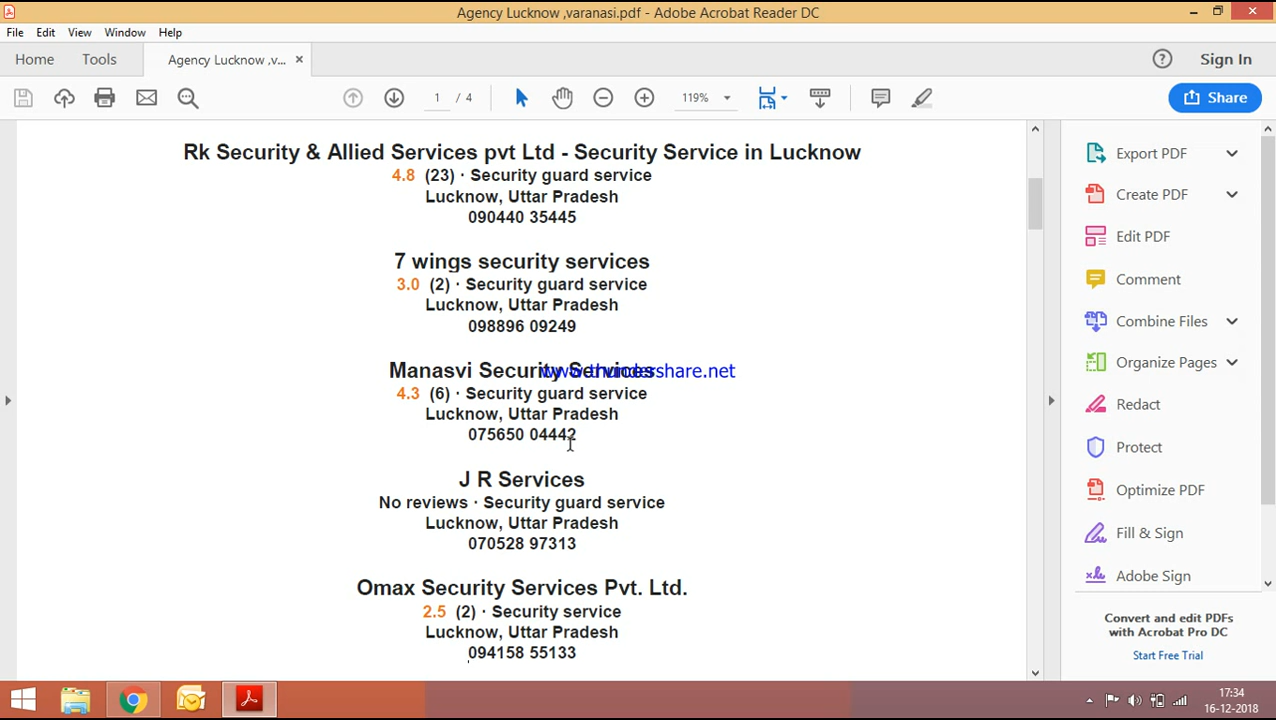 Agency Lucknow ,varanasi.pdf - Adobe Acrobat Reader DC
File Edit View Window Help
Home Tools Agency Lucknow ,v... × Sign In
1 / 4 119% Share
Rk Security & Allied Services pvt Ltd - Security Service in Lucknow
4.8 (23) · Security guard service
Lucknow, Uttar Pradesh
090440 35445
7 wings security services
3.0 (2) · Security guard service
Lucknow, Uttar Pradesh
098896 09249
Manasvi Security Services
www.thundershare.net
4.3 (6) · Security guard service
Lucknow, Uttar Pradesh
075650 04442
J R Services
No reviews · Security guard service
Lucknow, Uttar Pradesh
070528 97313
Omax Security Services Pvt. Ltd.
2.5 (2) · Security service
Lucknow, Uttar Pradesh
094158 55133
Export PDF
Create PDF
Edit PDF
Comment
Combine Files
Organize Pages
Redact
Protect
Optimize PDF
Fill & Sign
Adobe Sign
Convert and edit PDFs
with Acrobat Pro DC
Start Free Trial
17:34
16-12-2018